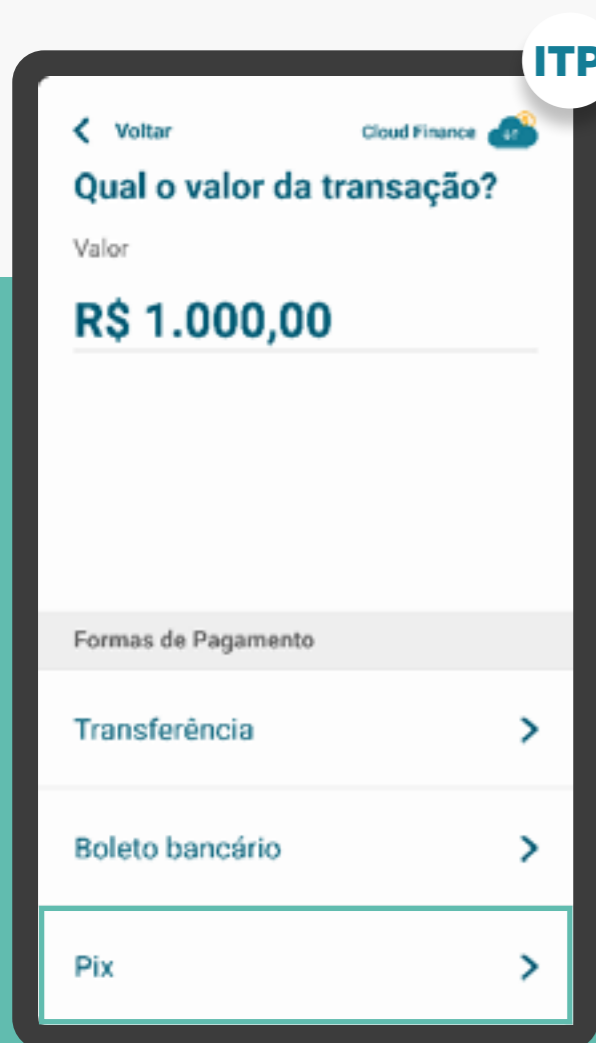 ITP
Voltar
Cloud Finance
Qual o valor da transação?
Valor
R$ 1.000,00
Formas de Pagamento
Transferência
Boleto bancário
Pix